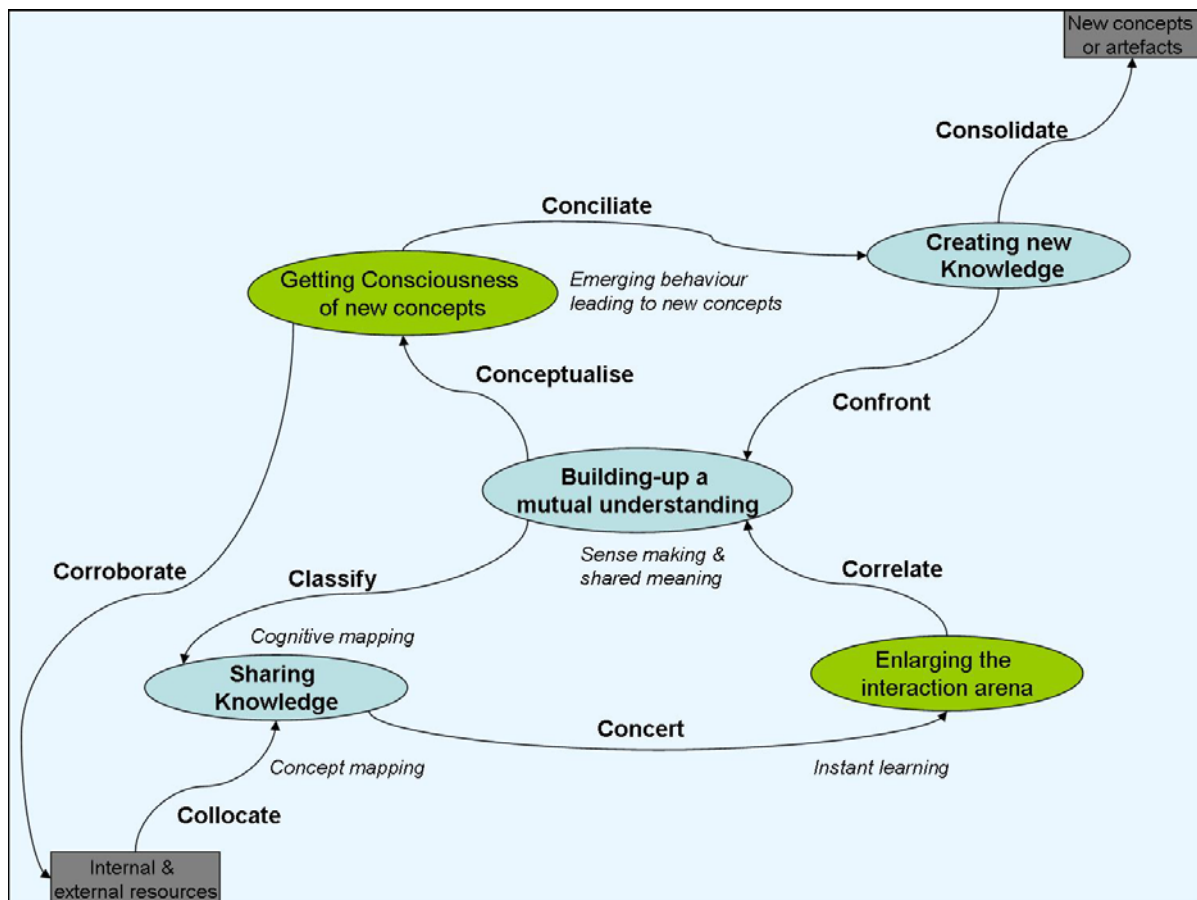 New concepts
or artefacts
Consolidate
Conciliate
Creating new
Knowledge
Getting Consciousness
of new concepts
Emerging behaviour
leading to new concepts
Conceptualise
Confront
Building-up a
mutual understanding
Sense making &
shared meaning
Corroborate
Classify
Correlate
Cognitive mapping
Sharing
Knowledge
Enlarging the
interaction arena
Concert
Concept mapping
Instant learning
Collocate
Internal &
external resources